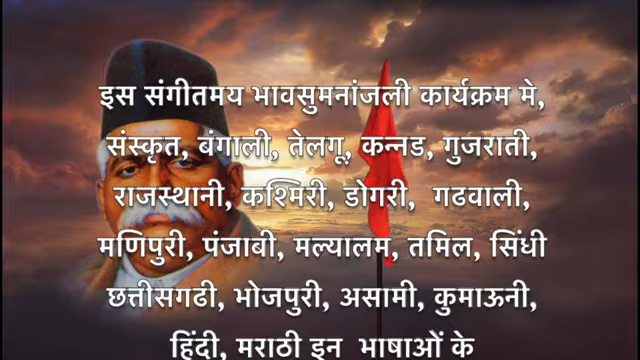 इस संगीतमय भावसुमनांजली कार्यक्रम मे,
संस्कृत, बंगाली, तेलगू, कन्नड, गुजराती,
राजस्थानी, कश्मिरी, डोगरी, गढवाली,
मणिपुरी, पंजाबी, मल्यालम, तमिल, सिंधी
छत्तीसगढी, भोजपुरी, असामी, कुमाऊनी,
हिंदी, मराठी इन भाषाओं के